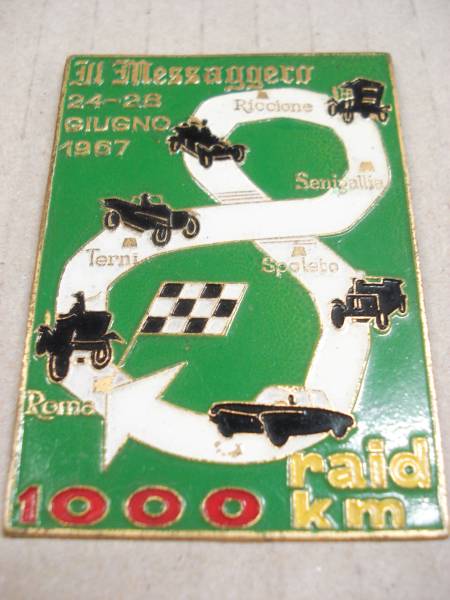 Il Messaggero
24-28
GIUGNO
1967
Riccione
Senigallia
Terni
Spoleto
Roma
raid
1000 km